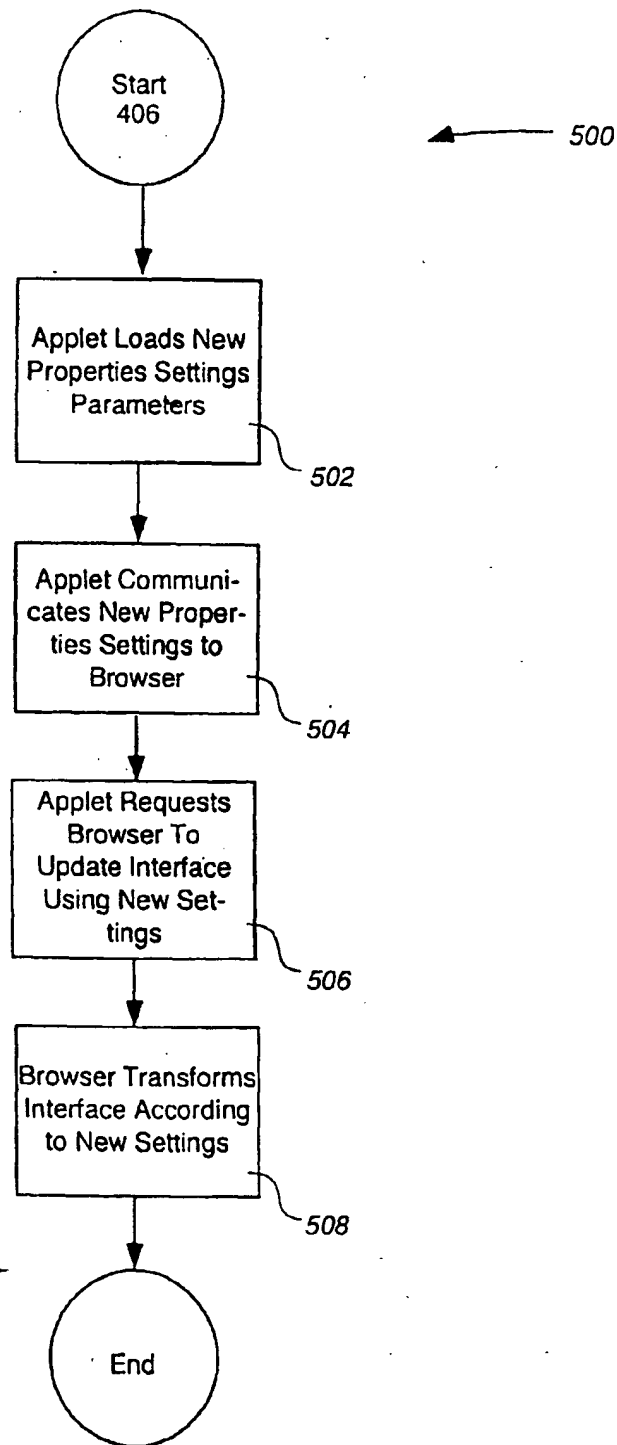 Start
406
500
Applet Loads New
Properties Settings
Parameters
502
Applet Communi-
cates New Proper-
ties Settings to
Browser
504
Applet Requests
Browser To
Update Interface
Using New Set-
tings
506
Browser Transforms
Interface According
to New Settings
508
End